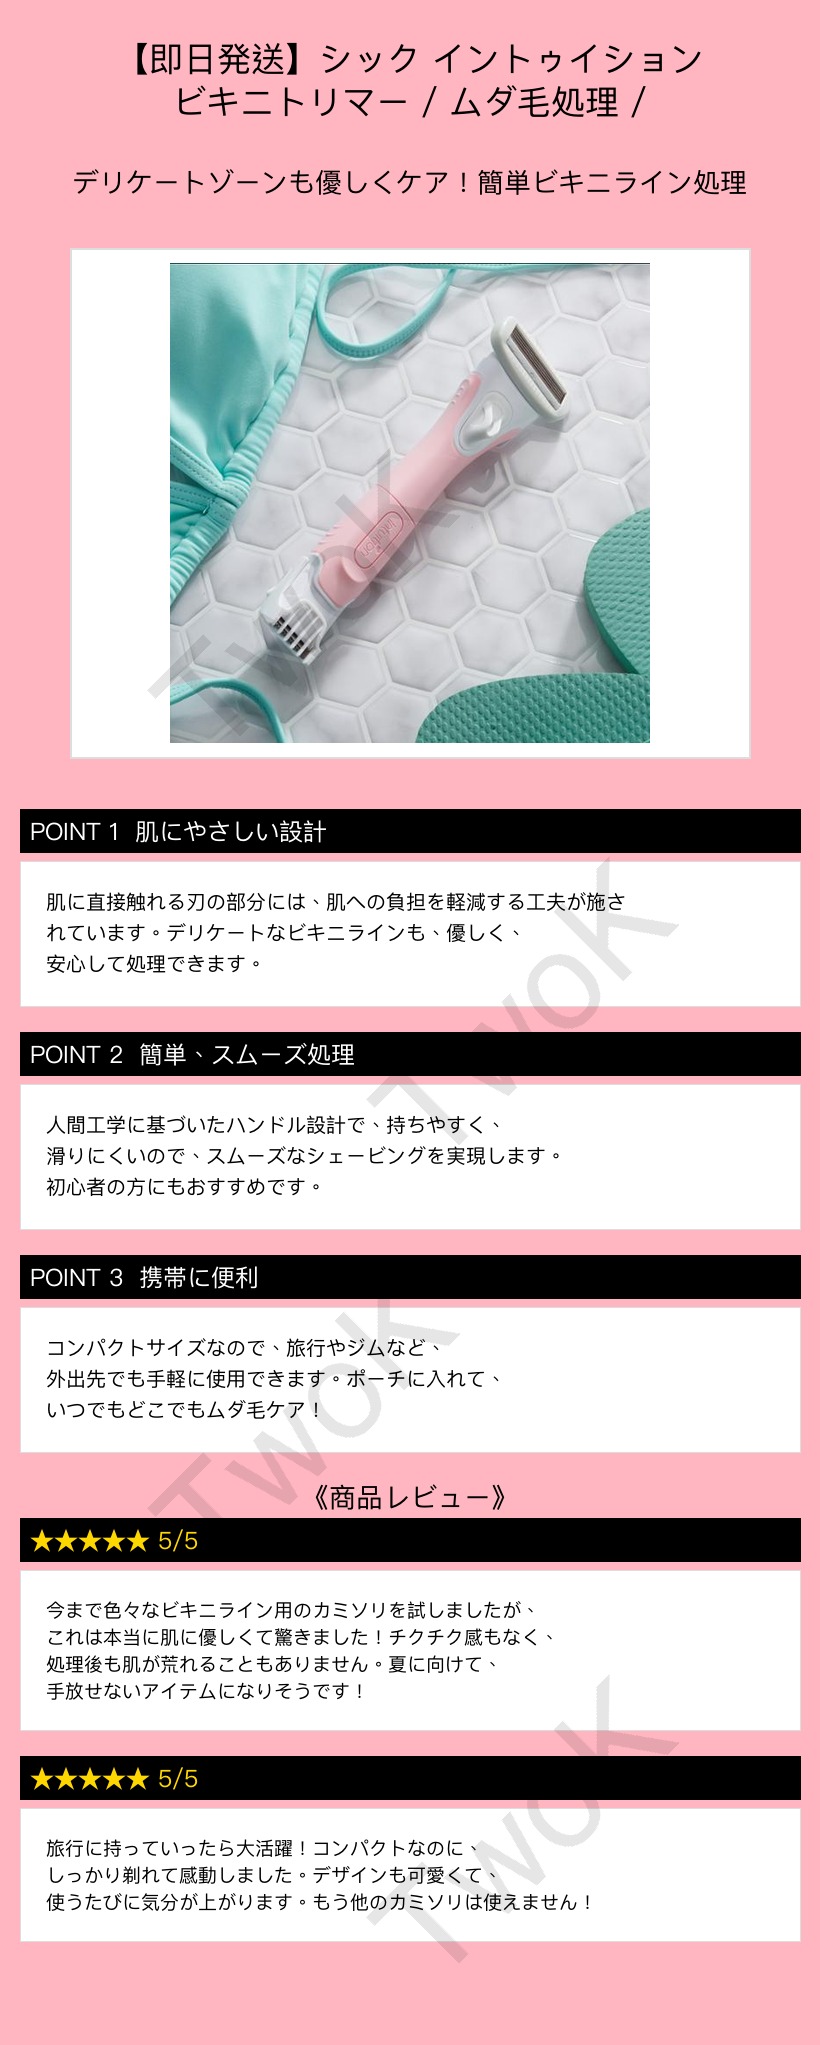 【即日発送】シック イントゥイション
ビキニトリマー / ムダ毛処理 /
デリケートゾーンも優しくケア！簡単ビキニライン処理
intuition
TwoK
POINT 1 肌にやさしい設計
肌に直接触れる刃の部分には、肌への負担を軽減する工夫が施さ
れています。デリケートなビキニラインも、優しく、
安心して処理できます。
TwoK
POINT 2 簡単、スムーズ処理
人間工学に基づいたハンドル設計で、持ちやすく、
滑りにくいので、スムーズなシェービングを実現します。
初心者の方にもおすすめです。
POINT 3 携帯に便利
コンパクトサイズなので、旅行やジムなど、
外出先でも手軽に使用できます。ポーチに入れて、
いつでもどこでもムダ毛ケア！
TwoK
《商品レビュー》
★★★★★ 5/5
今まで色々なビキニライン用のカミソリを試しましたが、
これは本当に肌に優しくて驚きました！チクチク感もなく、
処理後も肌が荒れることもありません。夏に向けて、
手放せないアイテムになりそうです！
★★★★★ 5/5
旅行に持っていったら大活躍！コンパクトなのに、
しっかり剃れて感動しました。デザインも可愛くて、
使うたびに気分が上がります。もう他のカミソリは使えません！
TwoK